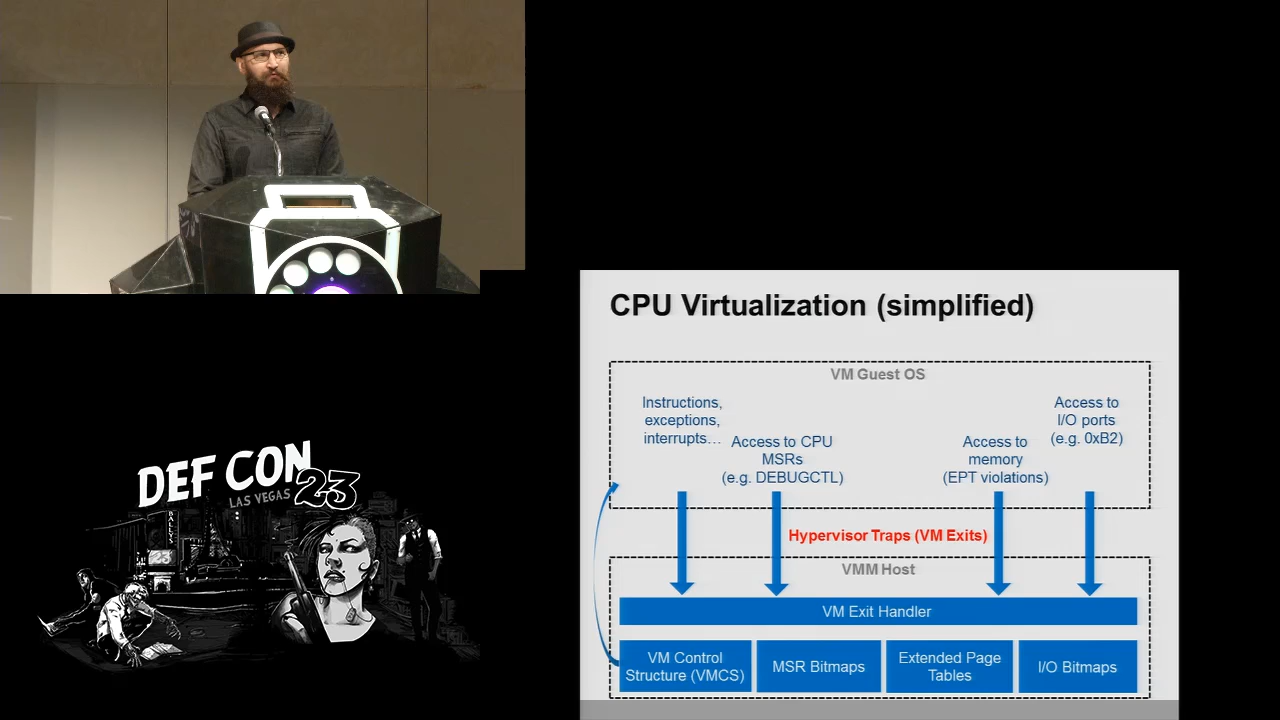 CPU Virtualization (simplified)
VM Guest OS
Instructions,
exceptions,
interrupts…
Access to CPU
MSRs
(e.g. DEBUGCTL)
Access to
memory
(EPT violations)
Access to
I/O ports
(e.g. 0xB2)
Hypervisor Traps (VM Exits)
VMM Host
VM Exit Handler
VM Control
Structure (VMCS)
MSR Bitmaps
Extended Page
Tables
I/O Bitmaps
DEF CON
LAS VEGAS 23
BALLY'S